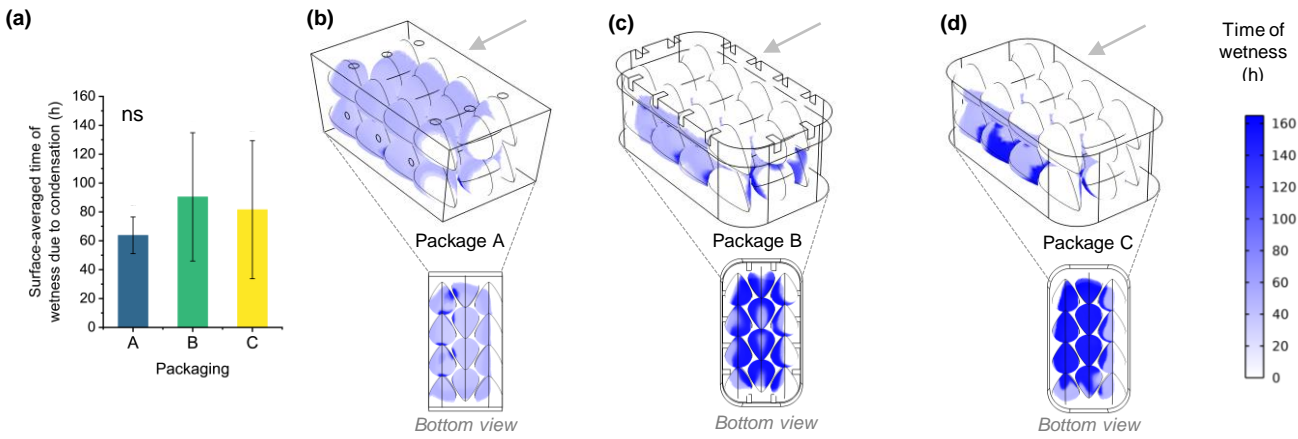 (a)
(b)
(c)
(d)
Time of
wetness
(h)
160
140
120
100
80
60
40
20
0
ns
Surface-averaged time of
wetness due to condensation (h)
A
B
C
Packaging
Package A
Package B
Package C
160
140
120
100
80
60
40
20
0
Bottom view
Bottom view
Bottom view